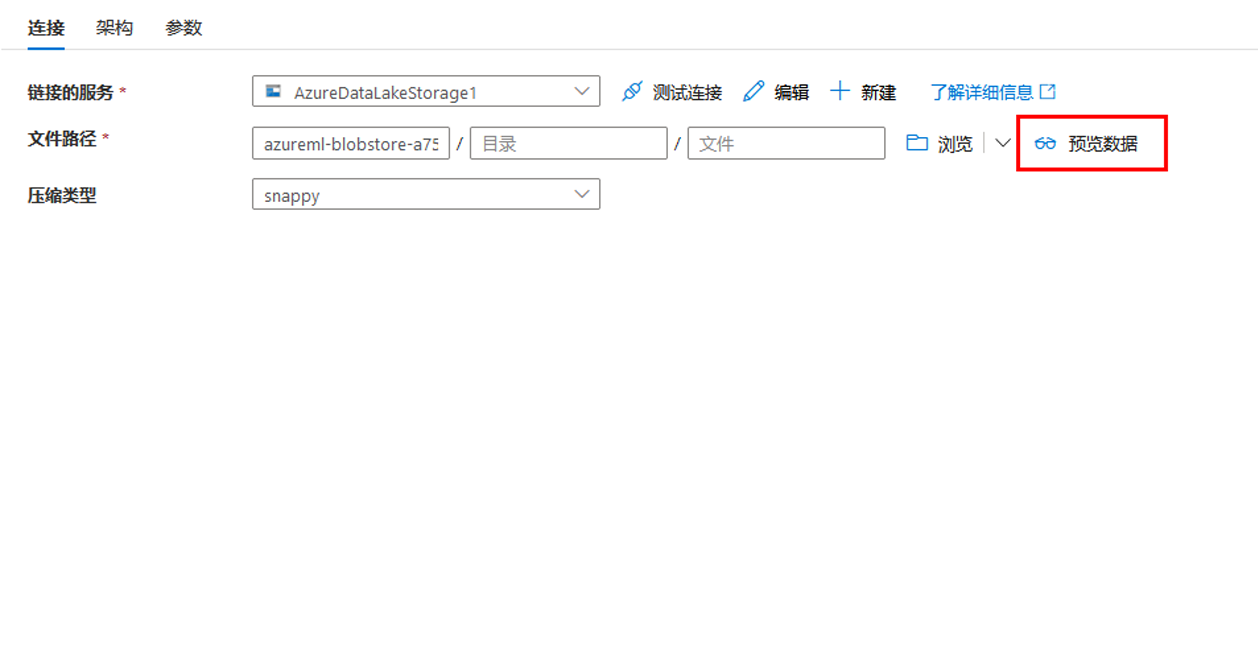 连接 架构 参数
链接的服务 * AzureDataLakeStorage1 测试连接 编辑 新建 了解详细信息
文件路径 * azureml-blobstore-a75 / 目录 / 文件 浏览 预览数据
压缩类型 snappy